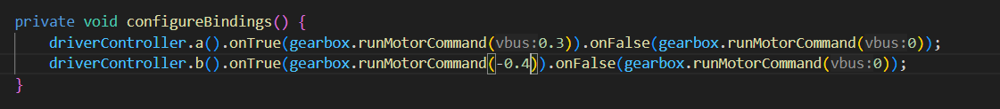 private void configureBindings() {
driverController.a().onTrue(gearbox.runMotorCommand(vbus:0.3)).onFalse(gearbox.runMotorCommand(vbus:0));
driverController.b().onTrue(gearbox.runMotorCommand(-0.4)).onFalse(gearbox.runMotorCommand(vbus:0));
}